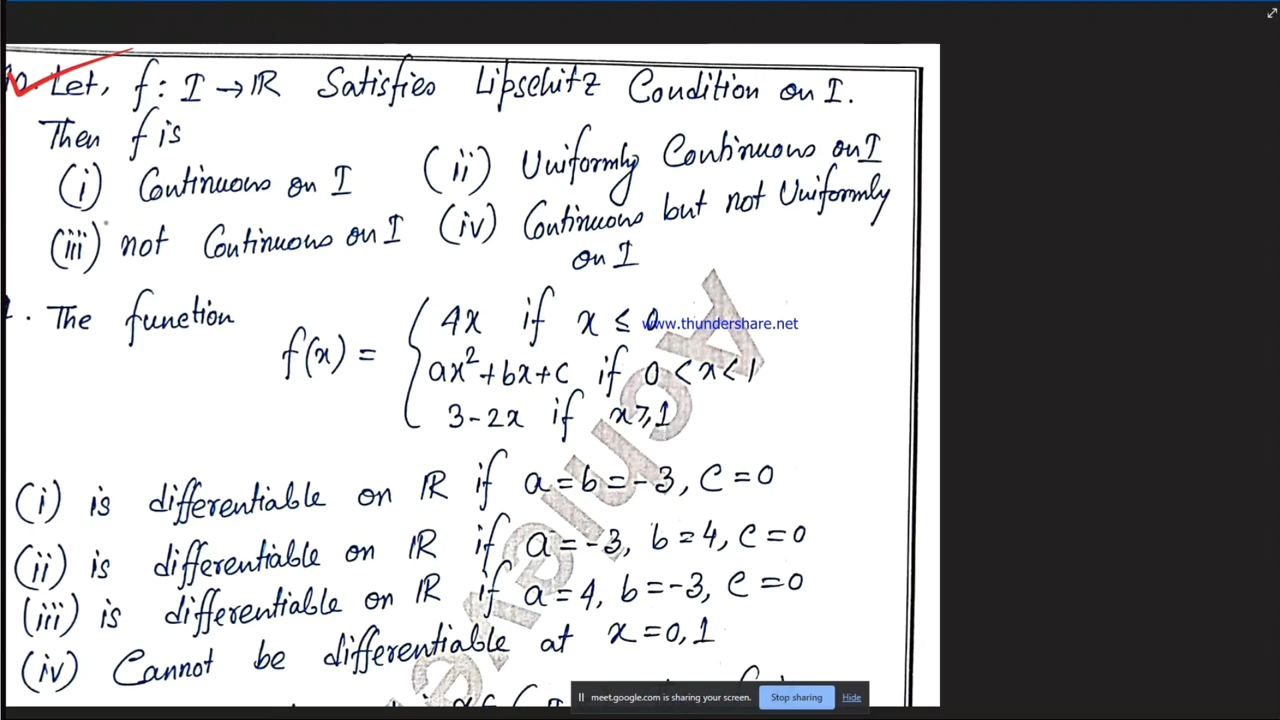 10. Let, f : I → IR Satisfies Lipschitz Condition on I.
Then f is
(i) Continuous on I (ii) Uniformly Continuous on I
(iii) not Continuous on I (iv) Continuous but not Uniformly
on I
. The function
f(x) = { 4x if x ≤ 0
www.thundershare.net
ax² + bx + c if 0 < x < 1
3 - 2x if x ⩾ 1
(i) is differentiable on IR if a = b = -3, c = 0
(ii) is differentiable on IR if a = -3, b = 4, c = 0
(iii) is differentiable on IR if a = 4, b = -3, c = 0
(iv) Cannot be differentiable at x = 0, 1
meet.google.com is sharing your screen. Stop sharing Hide